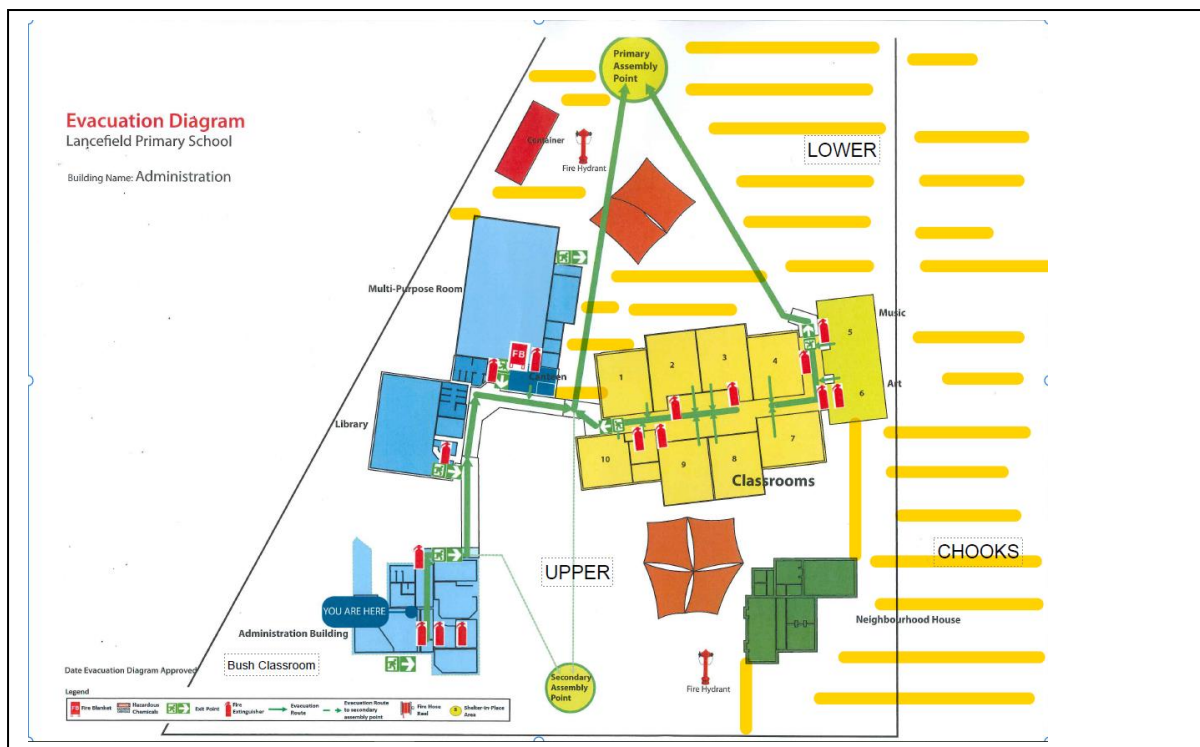 Evacuation Diagram
Lancefield Primary School
Building Name: Administration
Primary
Assembly
Point
Container
Fire Hydrant
LOWER
Multi-Purpose Room
Music
5
4
3
2
1
FB
Canteen
Art
6
Library
7
10
9
8
Classrooms
UPPER
CHOOKS
YOU ARE HERE
Administration Building
Neighbourhood House
Bush Classroom
Date Evacuation Diagram Approved
Secondary
Assembly
Point
Fire Hydrant
Legend
FB Fire Blanket
Hazardous
Chemicals
Exit Point
Fire
Extinguisher
Evacuation
Route
Evacuation Route
to secondary
assembly point
Fire Hose
Reel
S Shelter-in-Place
Area